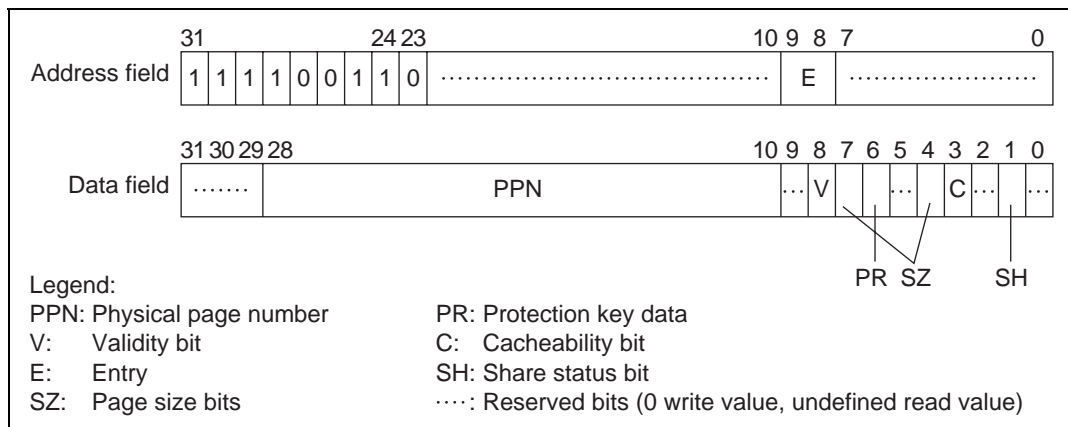 31 24 23 10 9 8 7 0
Address field 1 1 1 1 0 0 1 1 0 ........................................ E .......................
31 30 29 28 10 9 8 7 6 5 4 3 2 1 0
Data field ....... PPN ... V ... C ... ...
PR SZ SH
Legend:
PPN: Physical page number PR: Protection key data
V: Validity bit C: Cacheability bit
E: Entry SH: Share status bit
SZ: Page size bits ····: Reserved bits (0 write value, undefined read value)